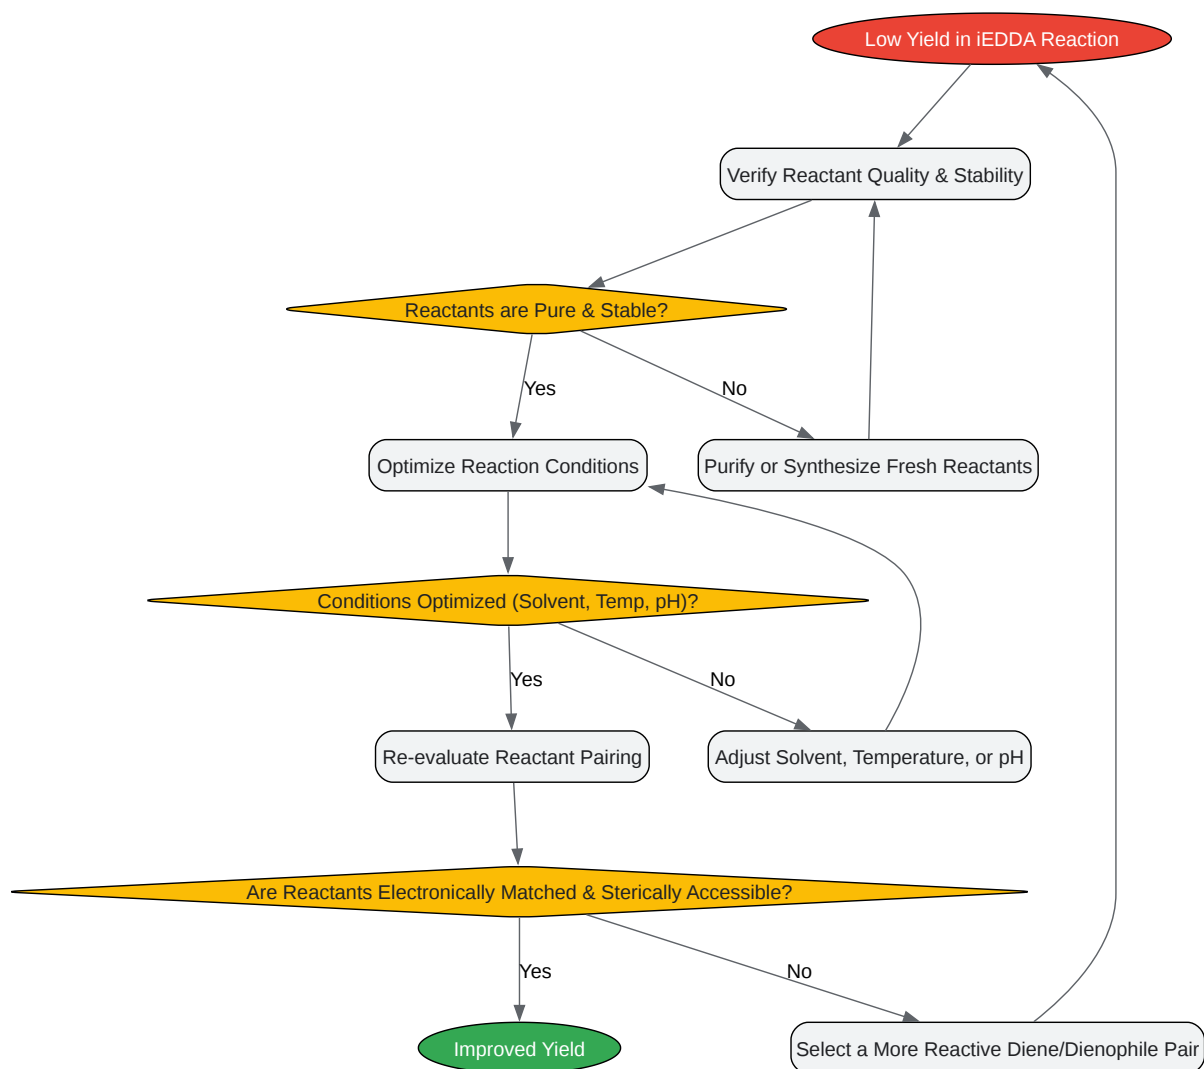 Low Yield in iEDDA Reaction
Verify Reactant Quality & Stability
Reactants are Pure & Stable?
Yes
No
Optimize Reaction Conditions
Purify or Synthesize Fresh Reactants
Conditions Optimized (Solvent, Temp, pH)?
Yes
No
Re-evaluate Reactant Pairing
Adjust Solvent, Temperature, or pH
Are Reactants Electronically Matched & Sterically Accessible?
Yes
No
Improved Yield
Select a More Reactive Diene/Dienophile Pair